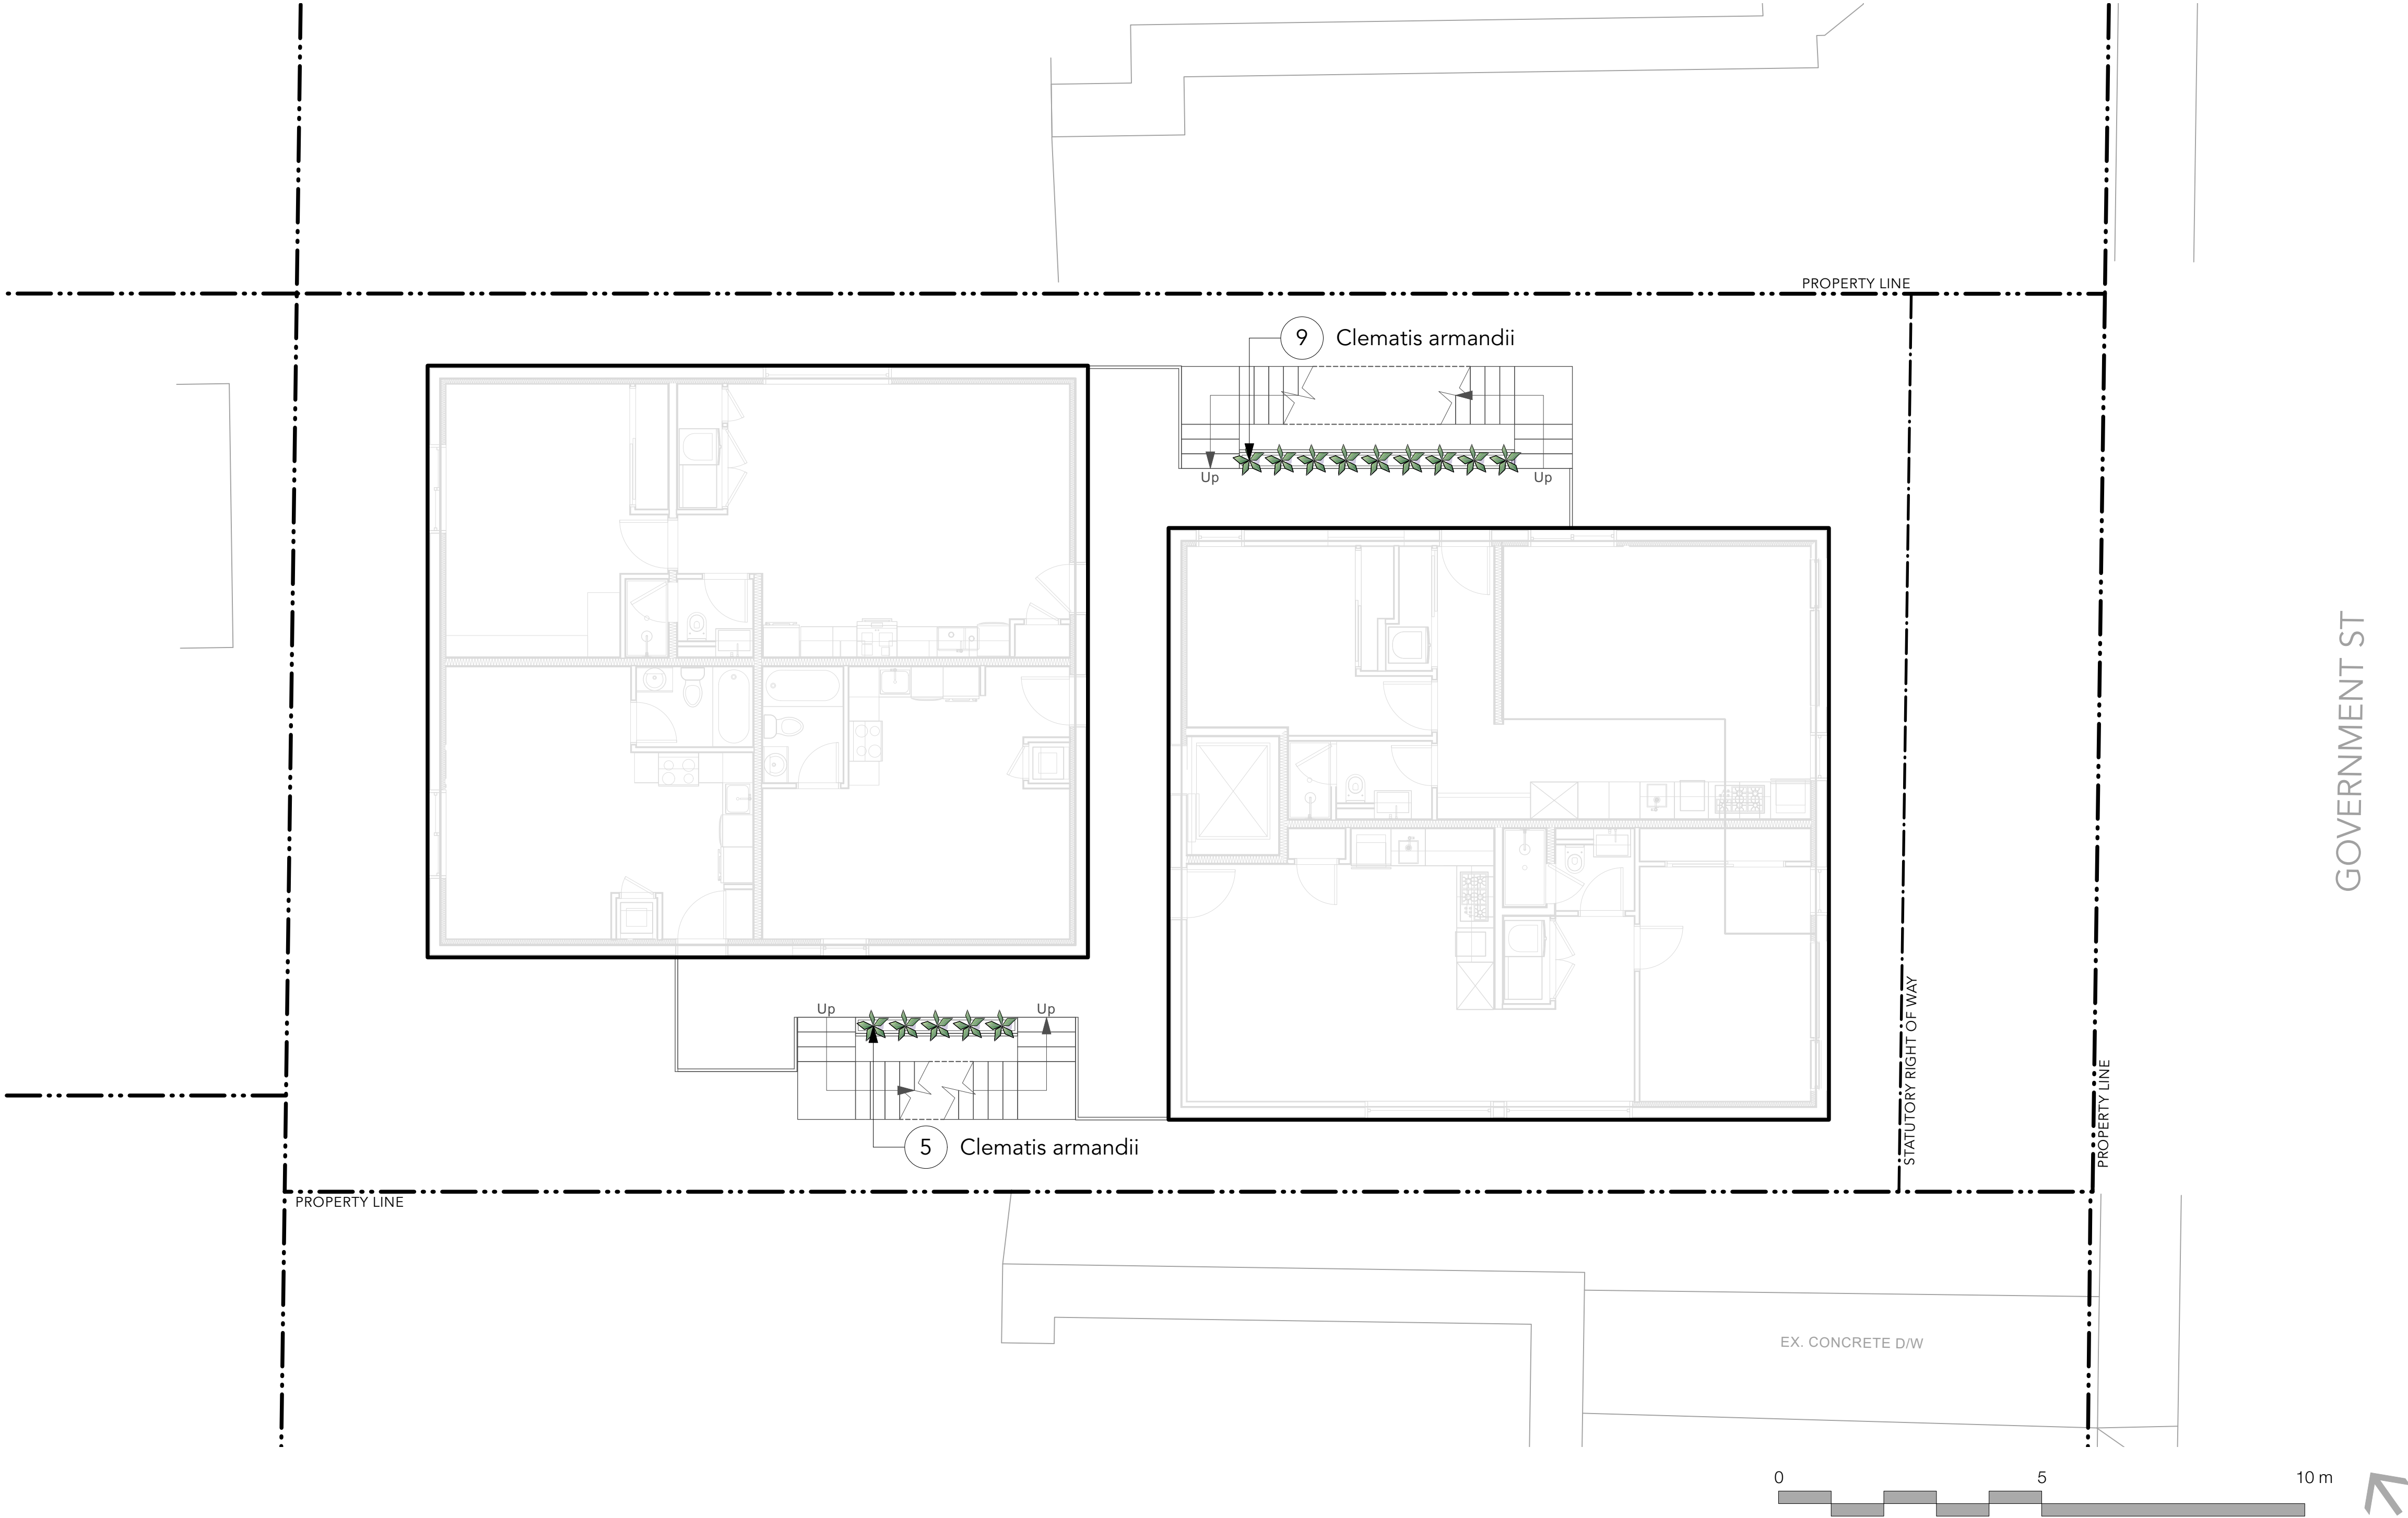 PROPERTY LINE
9 Clematis armandii
Up
Up
GOVERNMENT ST
Up
Up
STATUTORY RIGHT OF WAY
PROPERTY LINE
5 Clematis armandii
PROPERTY LINE
EX. CONCRETE D/W
0 5 10 m